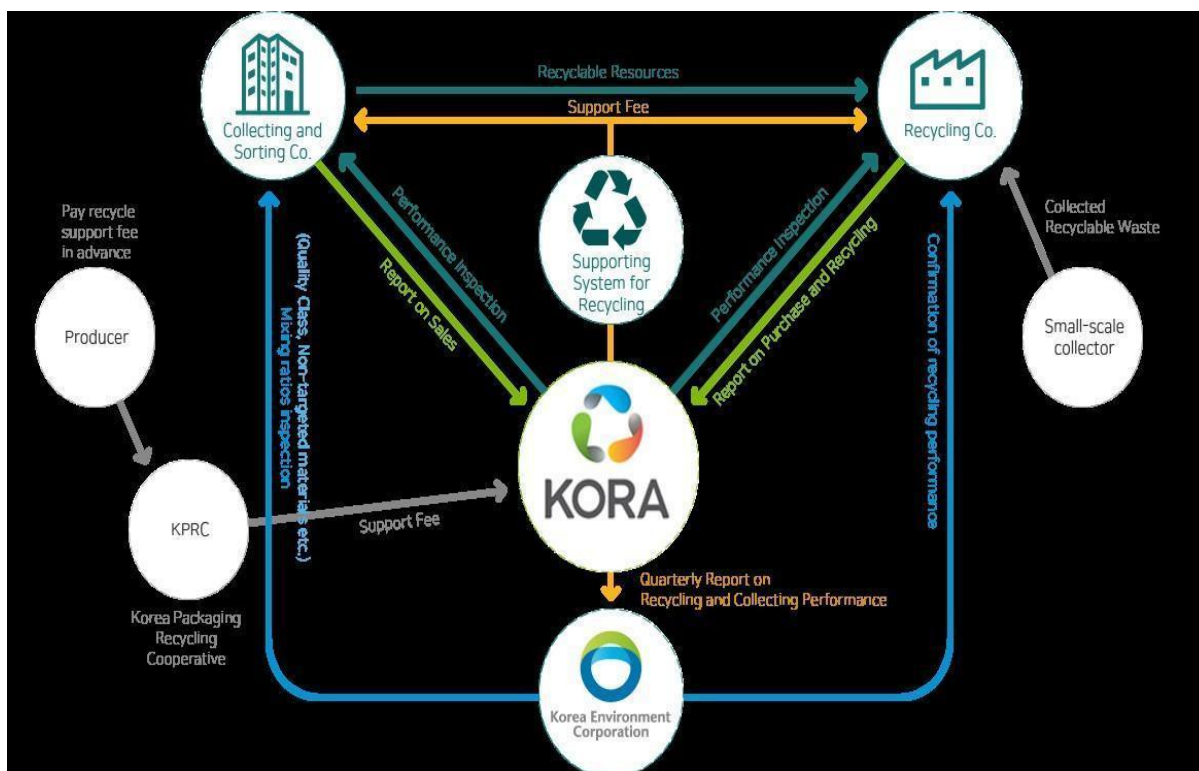 Collecting and
Sorting Co.
Recyclable Resources
Support Fee
Recycling Co.
Pay recycle
support fee
in advance
Producer
KPRC
Korea Packaging
Recycling
Cooperative
Support Fee
(Quality Class, Non-targeted materials etc.)
Mixing ratios inspection
Performance Inspection
Report on Sales
Supporting
System for
Recycling
Performance Inspection
Report on Purchase and Recycling
Confirmation of recycling performance
Collected
Recyclable Waste
Small-scale
collector
KORA
Quarterly Report on
Recycling and Collecting Performance
Korea Environment
Corporation